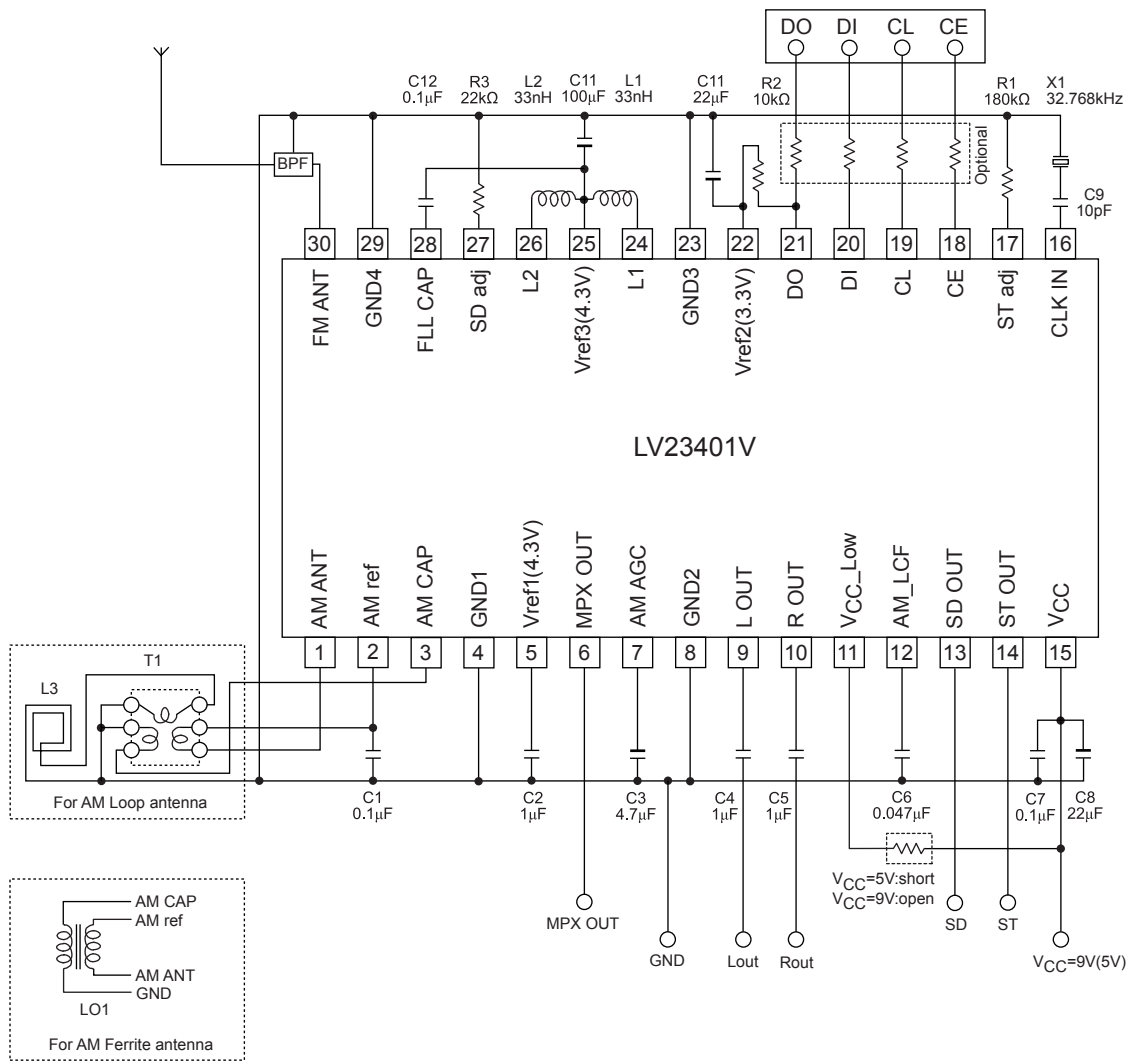 DO DI CL CE
C12 R3 L2 C11 L1 C11 R2 R1 X1
0.1μF 22kΩ 33nH 100μF 33nH 22μF 10kΩ 180kΩ 32.768kHz
BPF
Optional
C9
10pF
30 29 28 27 26 25 24 23 22 21 20 19 18 17 16
FM ANT
GND4
FLL CAP
SD adj
L2
Vref3(4.3V)
L1
GND3
Vref2(3.3V)
DO
DI
CL
CE
ST adj
CLK IN
LV23401V
AM ANT
AM ref
AM CAP
GND1
Vref1(4.3V)
MPX OUT
AM AGC
GND2
L OUT
R OUT
VCC_Low
AM_LCF
SD OUT
ST OUT
VCC
1 2 3 4 5 6 7 8 9 10 11 12 13 14 15
T1
L3
For AM Loop antenna
C1
0.1μF
C2
1μF
C3
4.7μF
C4
1μF
C5
1μF
C6
0.047μF
C7
0.1μF
C8
22μF
VCC=5V:short
VCC=9V:open
MPX OUT
GND
Lout
Rout
SD
ST
VCC=9V(5V)
AM CAP
AM ref
AM ANT
GND
LO1
For AM Ferrite antenna